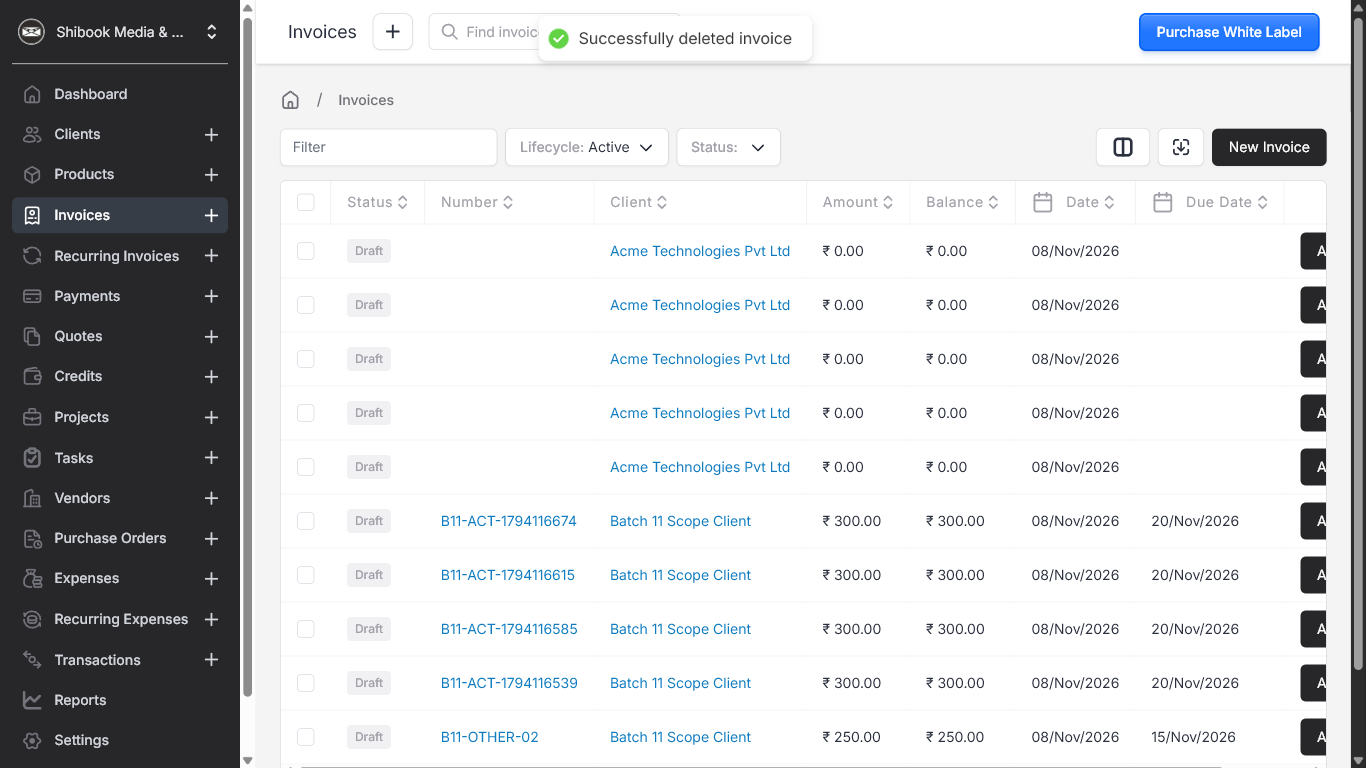 Shibook Media & ...
Dashboard
Clients
Products
Invoices
Recurring Invoices
Payments
Quotes
Credits
Projects
Tasks
Vendors
Purchase Orders
Expenses
Recurring Expenses
Transactions
Reports
Settings
Invoices
Find invoic
Successfully deleted invoice
Purchase White Label
/ Invoices
Filter
Lifecycle: Active
Status:
New Invoice
Status Number Client Amount Balance Date Due Date
Draft Acme Technologies Pvt Ltd ₹ 0.00 ₹ 0.00 08/Nov/2026 A
Draft Acme Technologies Pvt Ltd ₹ 0.00 ₹ 0.00 08/Nov/2026 A
Draft Acme Technologies Pvt Ltd ₹ 0.00 ₹ 0.00 08/Nov/2026 A
Draft Acme Technologies Pvt Ltd ₹ 0.00 ₹ 0.00 08/Nov/2026 A
Draft Acme Technologies Pvt Ltd ₹ 0.00 ₹ 0.00 08/Nov/2026 A
Draft B11-ACT-1794116674 Batch 11 Scope Client ₹ 300.00 ₹ 300.00 08/Nov/2026 20/Nov/2026 A
Draft B11-ACT-1794116615 Batch 11 Scope Client ₹ 300.00 ₹ 300.00 08/Nov/2026 20/Nov/2026 A
Draft B11-ACT-1794116585 Batch 11 Scope Client ₹ 300.00 ₹ 300.00 08/Nov/2026 20/Nov/2026 A
Draft B11-ACT-1794116539 Batch 11 Scope Client ₹ 300.00 ₹ 300.00 08/Nov/2026 20/Nov/2026 A
Draft B11-OTHER-02 Batch 11 Scope Client ₹ 250.00 ₹ 250.00 08/Nov/2026 15/Nov/2026 A